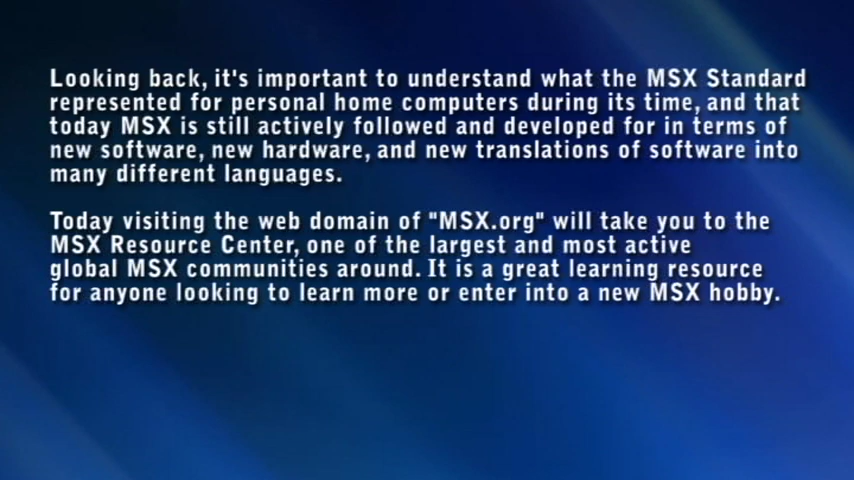 Looking back, it's important to understand what the MSX Standard
represented for personal home computers during its time, and that
today MSX is still actively followed and developed for in terms of
new software, new hardware, and new translations of software into
many different languages.
Today visiting the web domain of "MSX.org" will take you to the
MSX Resource Center, one of the largest and most active
global MSX communities around. It is a great learning resource
for anyone looking to learn more or enter into a new MSX hobby.